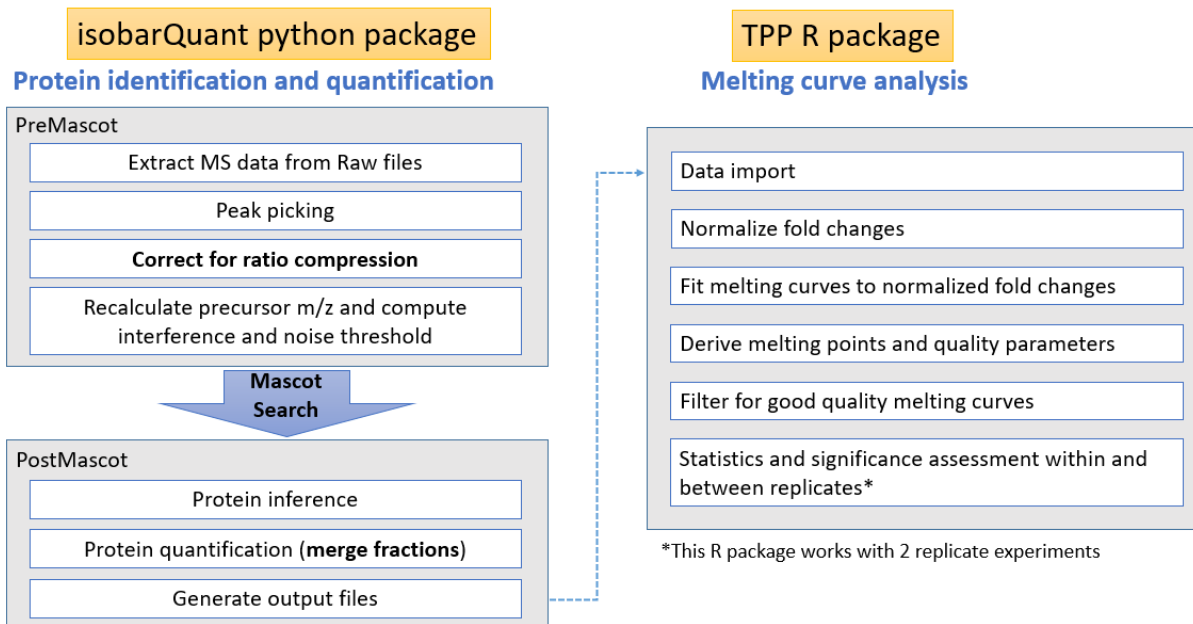 isobarQuant python package
Protein identification and quantification
PreMascot
Extract MS data from Raw files
Peak picking
Correct for ratio compression
Recalculate precursor m/z and compute
interference and noise threshold
Mascot
Search
PostMascot
Protein inference
Protein quantification (merge fractions)
Generate output files
TPP R package
Melting curve analysis
Data import
Normalize fold changes
Fit melting curves to normalized fold changes
Derive melting points and quality parameters
Filter for good quality melting curves
Statistics and significance assessment within and
between replicates*
*This R package works with 2 replicate experiments